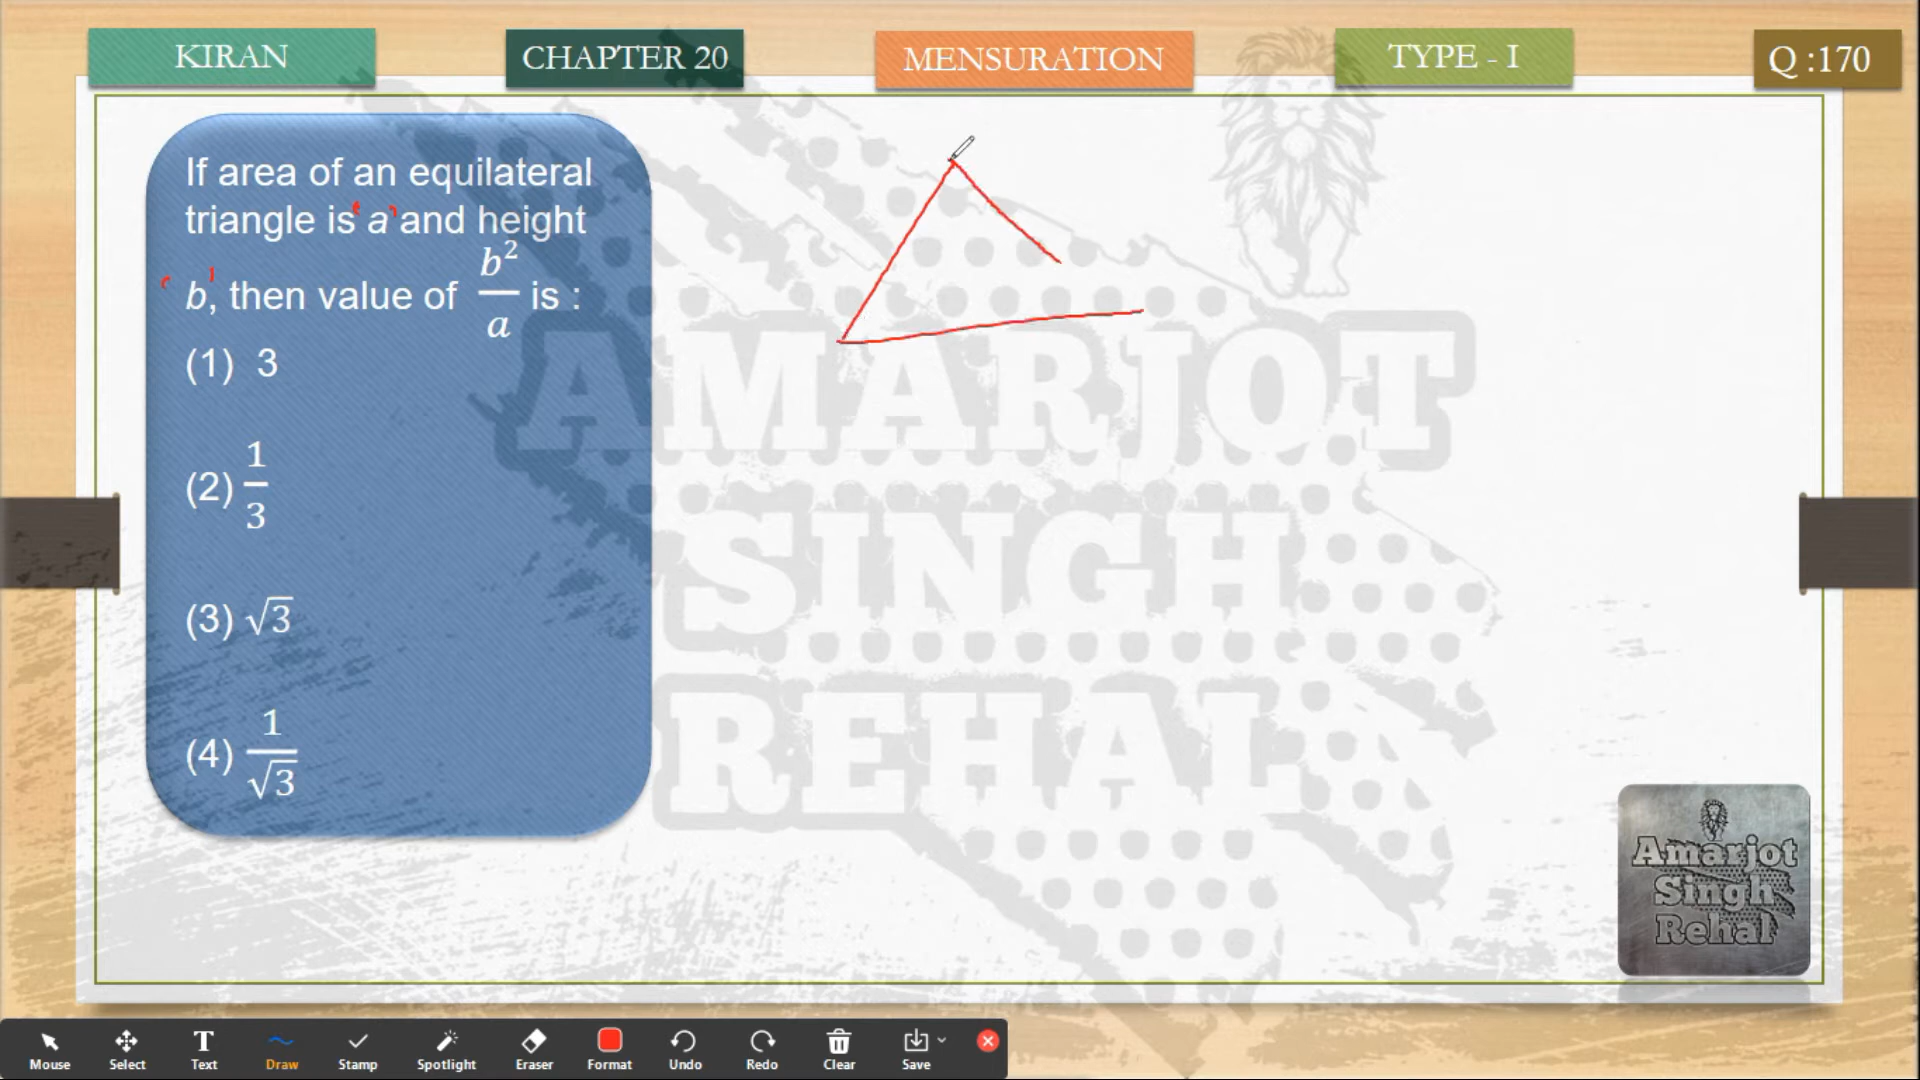 KIRAN
CHAPTER 20
MENSURATION
TYPE - I
Q :170
If area of an equilateral
triangle is 'a' and height
'b', then value of b²/a is :
(1) 3
(2) 1/3
(3) √3
(4) 1/√3
AMARJOT
SINGH
REHAL
Amarjot
Singh
Rehal
Mouse Select Text Draw Stamp Spotlight Eraser Format Undo Redo Clear Save